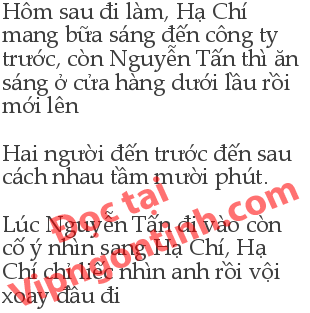 Hôm sau đi làm, Hạ Chí
mang bữa sáng đến công ty
trước, còn Nguyễn Tấn thì ăn
sáng ở cửa hàng dưới lầu rồi
mới lên
Hai người đến trước đến sau
cách nhau tầm mười phút.
Lúc Nguyễn Tấn đi vào còn
cố ý nhìn sang Hạ Chí, Hạ
Chí chỉ liếc nhìn anh rồi vội
xoay đầu đi
Đọc tại
Vipngontinh.com